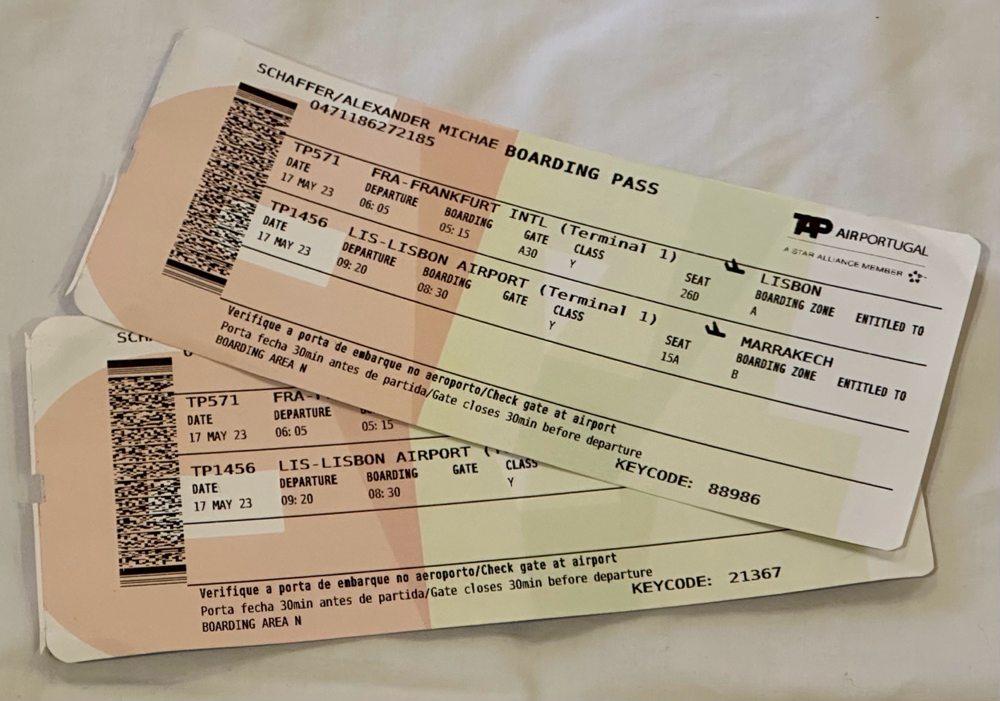 SCHAFFER/ALEXANDER MICHAE BOARDING PASS
0471186272185
TAP AIRPORTUGAL
A STAR ALLIANCE MEMBER
TP571 FRA-FRANKFURT INTL (Terminal 1) LISBON
DATE DEPARTURE BOARDING GATE CLASS SEAT BOARDING ZONE ENTITLED TO
17 MAY 23 06:05 05:15 A30 Y 26D A
TP1456 LIS-LISBON AIRPORT (Terminal 1) MARRAKECH
DATE DEPARTURE BOARDING GATE CLASS SEAT BOARDING ZONE ENTITLED TO
17 MAY 23 09:20 08:30 Y 15A B
Verifique a porta de embarque no aeroporto/Check gate at airport
Porta fecha 30min antes de partida/Gate closes 30min before departure
BOARDING AREA N KEYCODE: 88986
SCH
TP571 FRA-
DATE DEPARTURE
17 MAY 23 06:05 05:15
TP1456 LIS-LISBON AIRPORT (
DATE DEPARTURE BOARDING GATE CLASS
17 MAY 23 09:20 08:30 Y
Verifique a porta de embarque no aeroporto/Check gate at airport
Porta fecha 30min antes de partida/Gate closes 30min before departure
BOARDING AREA N KEYCODE: 21367